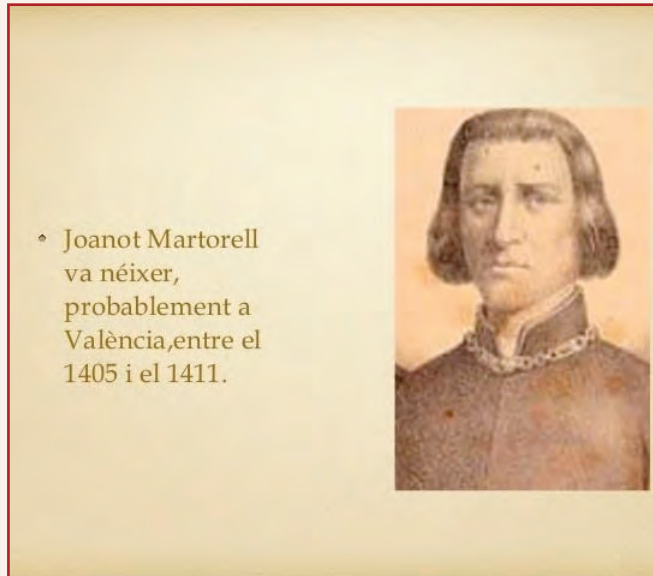 Joanot Martorell
va néixer,
probablement a
València,entre el
1405 i el 1411.